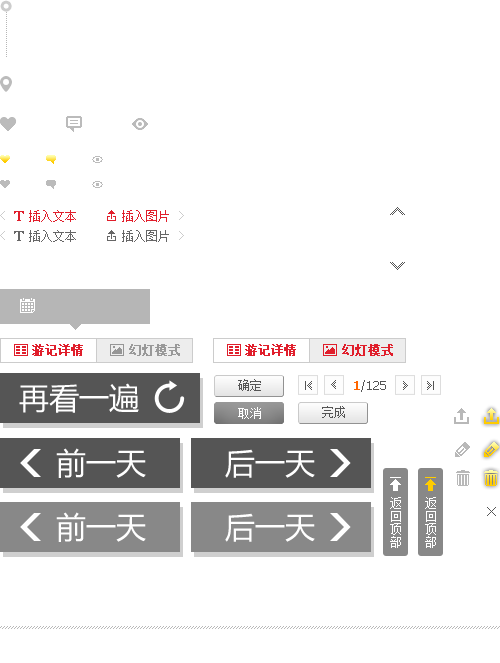 T 插入文本 插入图片
T 插入文本 插入图片
游记详情 幻灯模式 游记详情 幻灯模式
再看一遍
确定 1/125
取消 完成
前一天 后一天
前一天 后一天
返回顶部 返回顶部